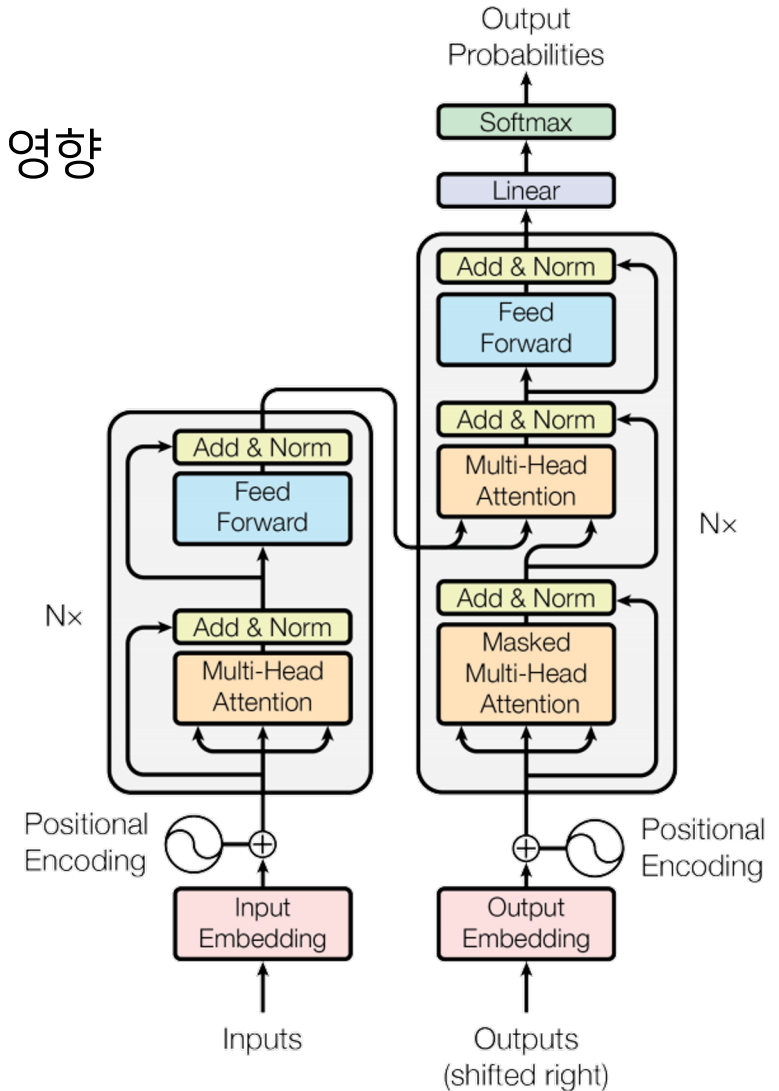 영향
Output
Probabilities
Softmax
Linear
Add & Norm
Feed
Forward
Add & Norm
Multi-Head
Attention
Nx
Add & Norm
Masked
Multi-Head
Attention
Positional
Encoding
Output
Embedding
Outputs
(shifted right)
Add & Norm
Feed
Forward
Nx
Add & Norm
Multi-Head
Attention
Positional
Encoding
Input
Embedding
Inputs